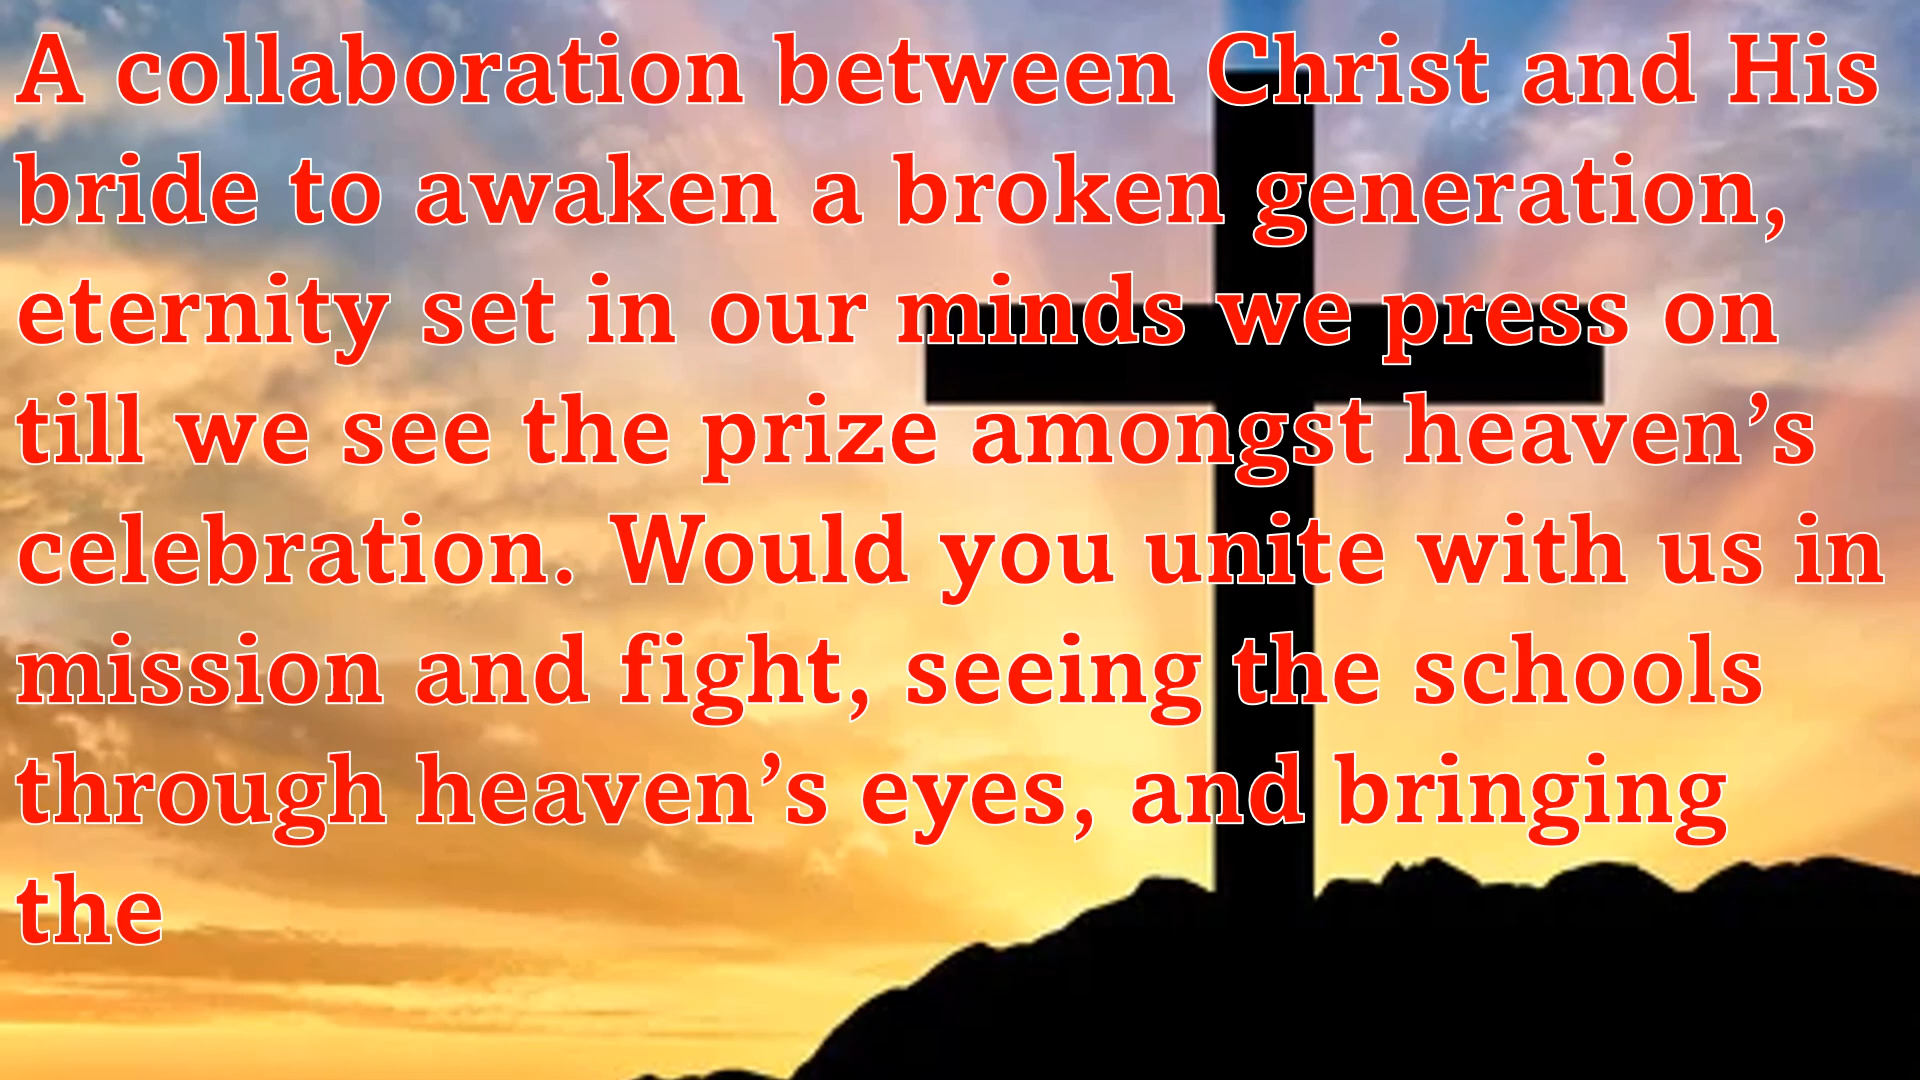 A collaboration between Christ and His
bride to awaken a broken generation,
eternity set in our minds we press on
till we see the prize amongst heaven’s
celebration. Would you unite with us in
mission and fight, seeing the schools
through heaven’s eyes, and bringing
the